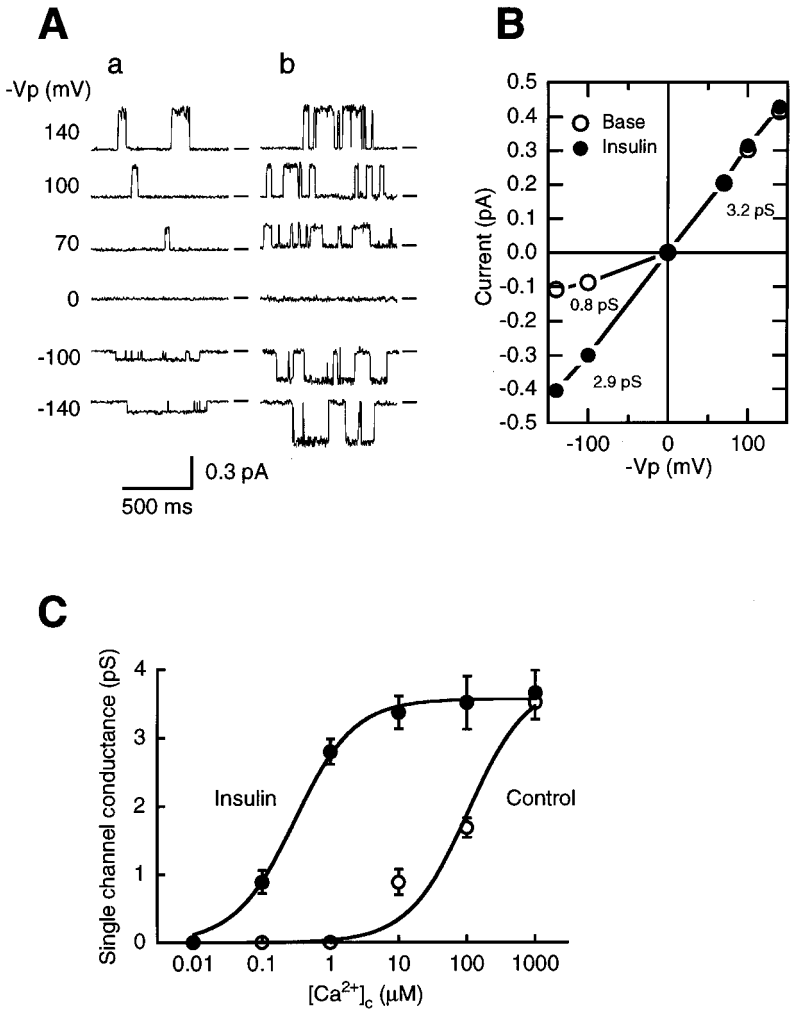 A
B
a
b
-Vp (mV)
140
100
70
0
-100
-140
0.3 pA
500 ms
0.5
0.4
0.3
0.2
0.1
0.0
-0.1
-0.2
-0.3
-0.4
-0.5
Current (pA)
Base
Insulin
3.2 pS
0.8 pS
2.9 pS
-100
0
100
-Vp (mV)
C
4
3
2
1
0
Single channel conductance (pS)
Insulin
Control
0.01
0.1
1
10
100
1000
[Ca²⁺]c (μM)